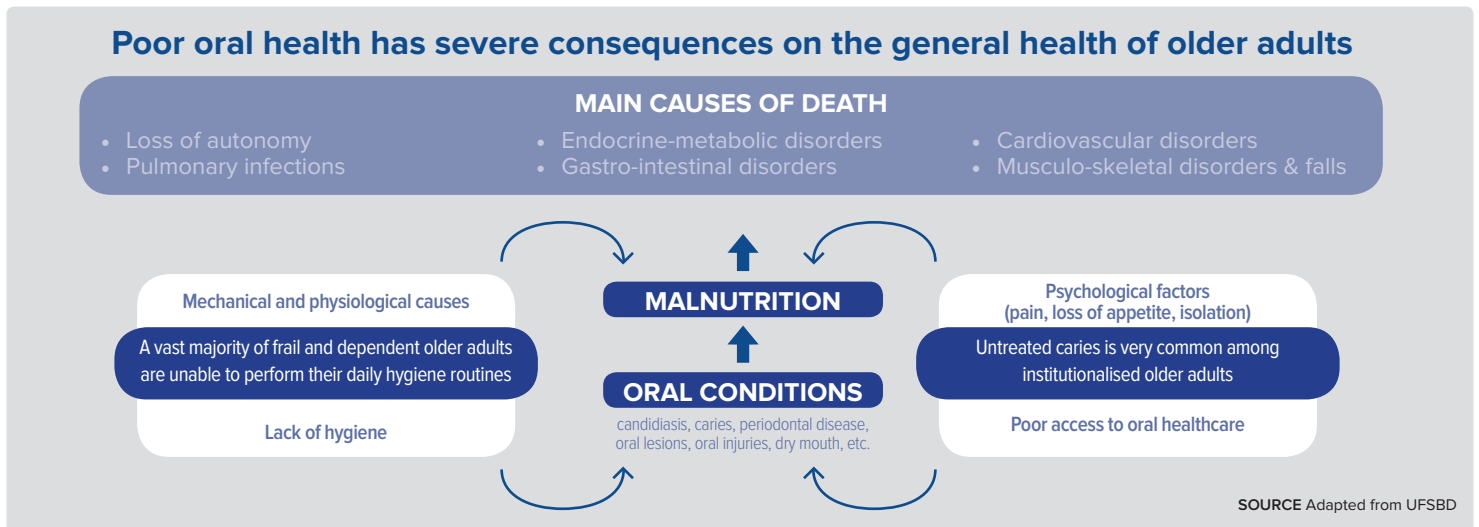 Poor oral health has severe consequences on the general health of older adults
MAIN CAUSES OF DEATH
• Loss of autonomy
• Pulmonary infections
• Endocrine-metabolic disorders
• Gastro-intestinal disorders
• Cardiovascular disorders
• Musculo-skeletal disorders & falls
Mechanical and physiological causes
A vast majority of frail and dependent older adults
are unable to perform their daily hygiene routines
Lack of hygiene
MALNUTRITION
ORAL CONDITIONS
candidiasis, caries, periodontal disease,
oral lesions, oral injuries, dry mouth, etc.
Psychological factors
(pain, loss of appetite, isolation)
Untreated caries is very common among
institutionalised older adults
Poor access to oral healthcare
SOURCE Adapted from UFSBD